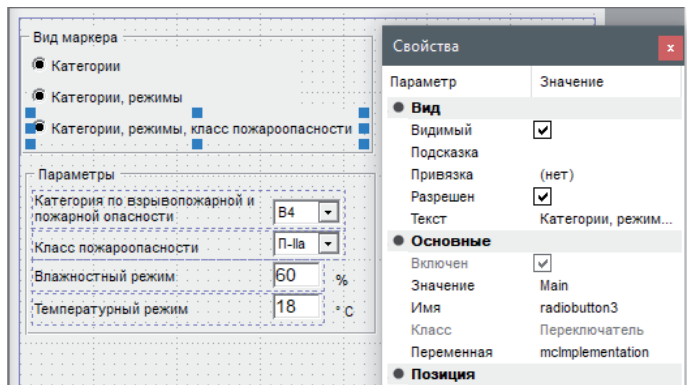 Вид маркера
Категории
Категории, режимы
Категории, режимы, класс пожароопасности
Параметры
Категория по взрывопожарной и
пожарной опасности
В4
Класс пожароопасности
П-IIа
Влажностный режим
60
%
Температурный режим
18
° C
Свойства
x
Параметр Значение
Вид
Видимый
Подсказка
Привязка (нет)
Разрешен
Текст Категории, режим...
Основные
Включен
Значение Main
Имя radiobutton3
Класс Переключатель
Переменная mcImplementation
Позиция